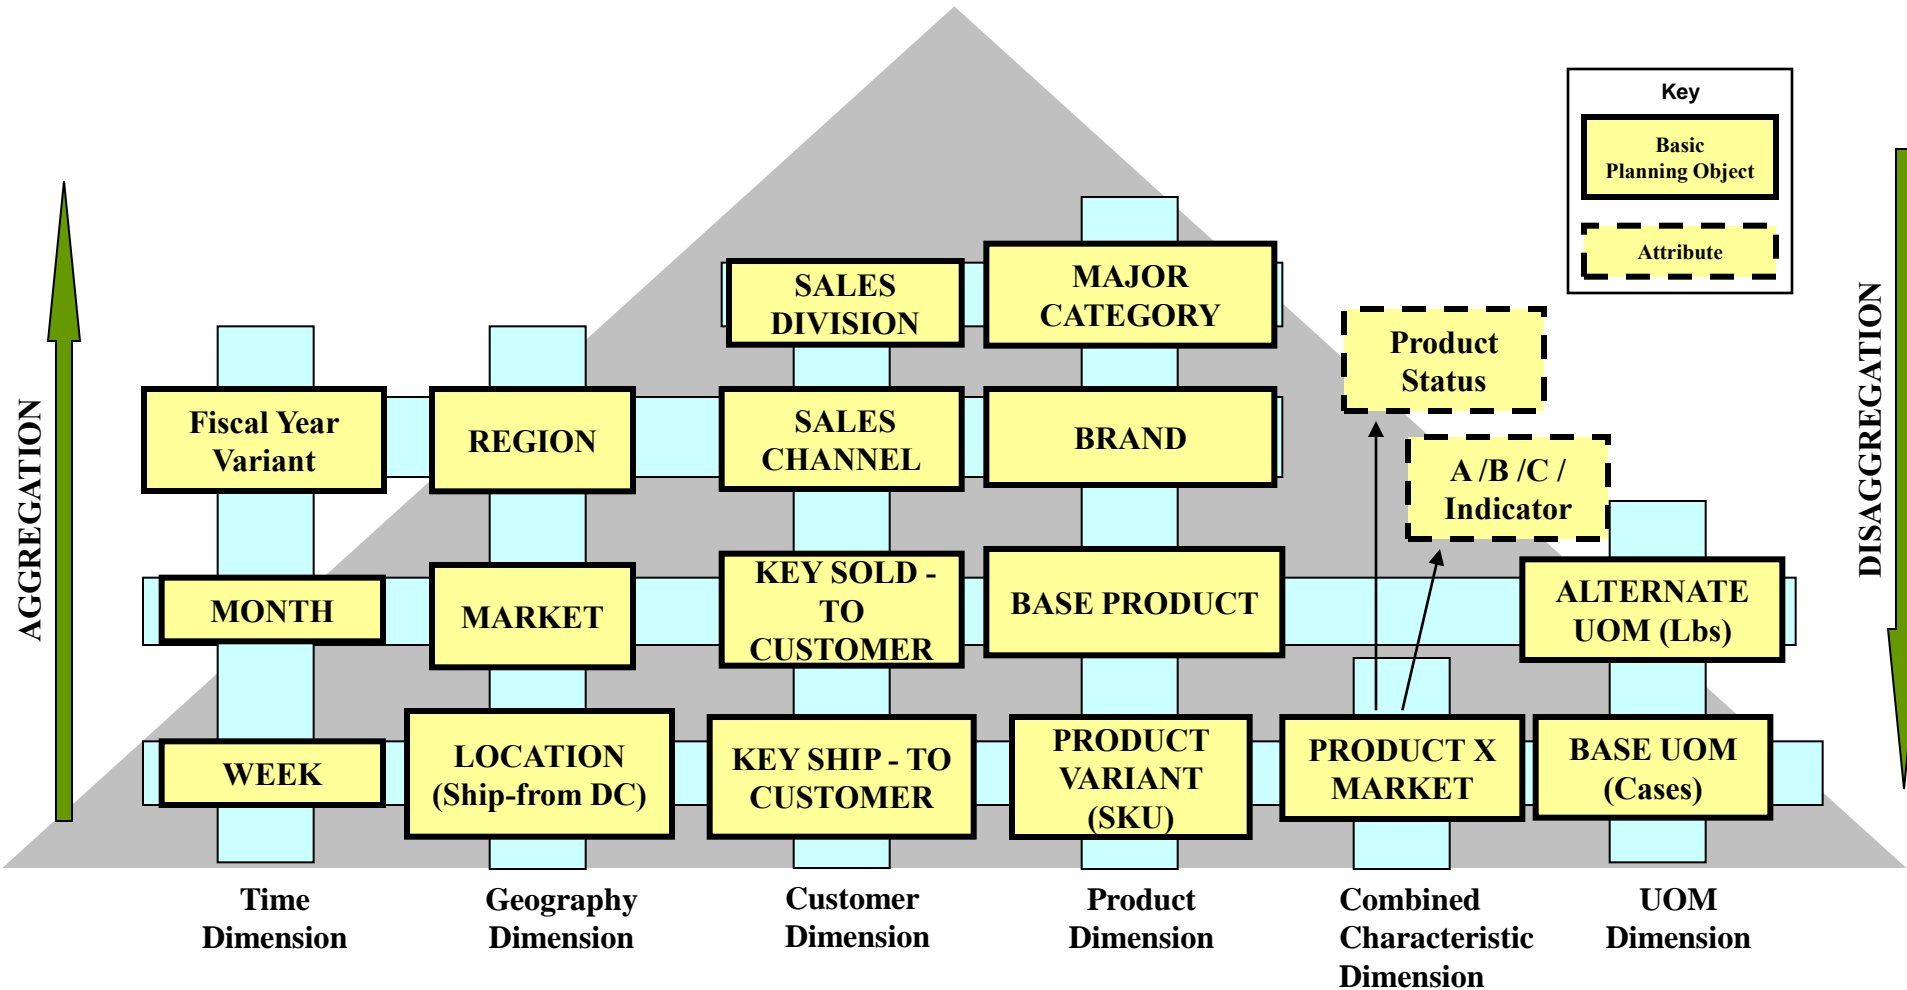 Key
Basic
Planning Object
Attribute
AGGREGATION
DISAGGREGATION
SALES
DIVISION
MAJOR
CATEGORY
Product
Status
Fiscal Year
Variant
REGION
SALES
CHANNEL
BRAND
A /B /C /
Indicator
MONTH
MARKET
KEY SOLD -
TO
CUSTOMER
BASE PRODUCT
ALTERNATE
UOM (Lbs)
WEEK
LOCATION
(Ship-from DC)
KEY SHIP - TO
CUSTOMER
PRODUCT
VARIANT
(SKU)
PRODUCT X
MARKET
BASE UOM
(Cases)
Time
Dimension
Geography
Dimension
Customer
Dimension
Product
Dimension
Combined
Characteristic
Dimension
UOM
Dimension